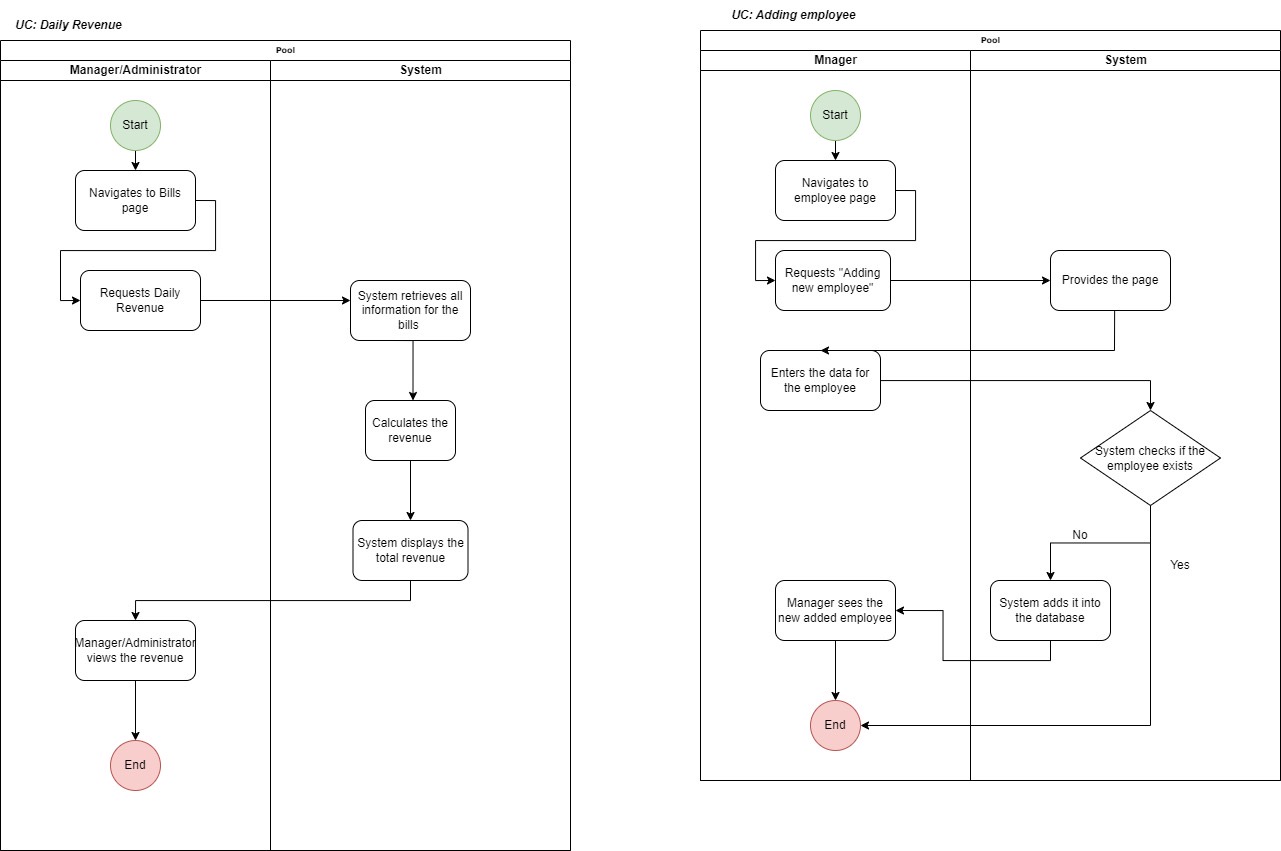 UC: Daily Revenue
Pool
Manager/Administrator
System
Start
Navigates to Bills
page
Requests Daily
Revenue
System retrieves all
information for the
bills
Calculates the
revenue
System displays the
total revenue
Manager/Administrator
views the revenue
End
UC: Adding employee
Pool
Mnager
System
Start
Navigates to
employee page
Requests "Adding
new employee"
Provides the page
Enters the data for
the employee
System checks if the
employee exists
No
Yes
System adds it into
the database
Manager sees the
new added employee
End